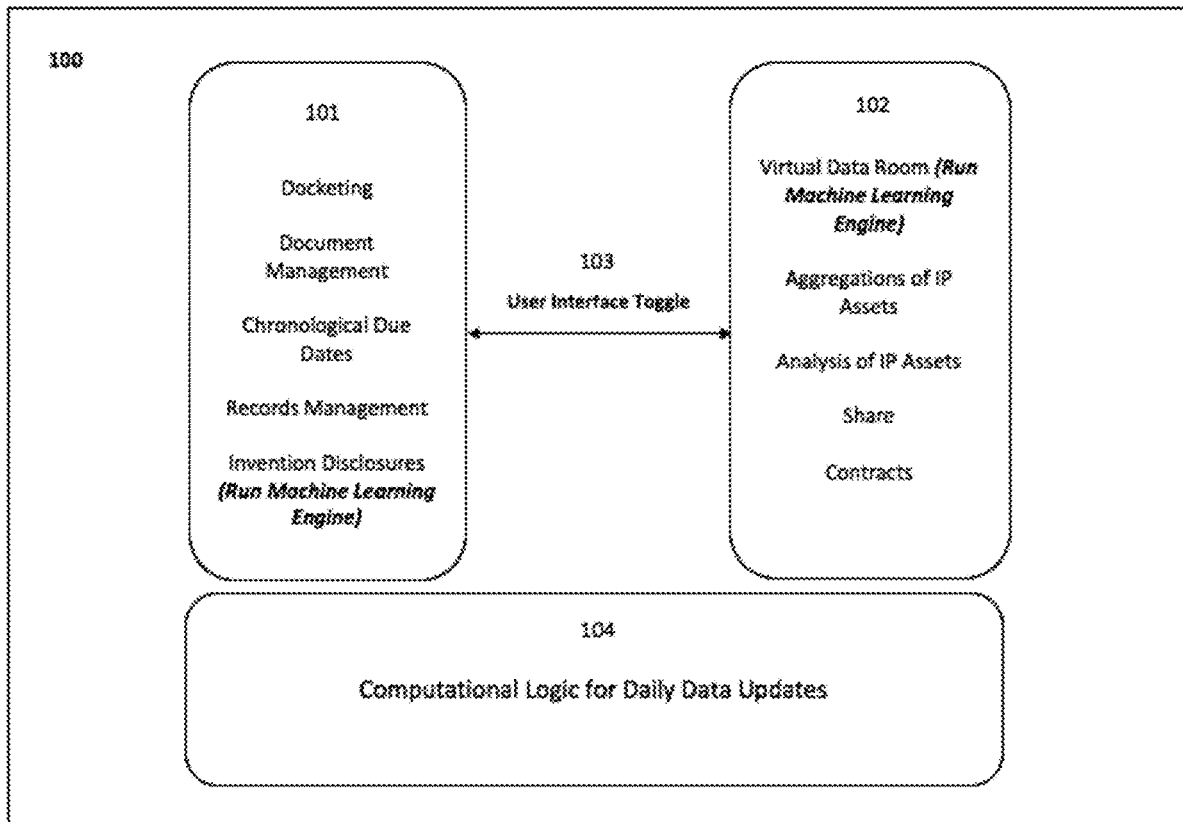 100
101
Docketing
Document
Management
Chronological Due
Dates
Records Management
Invention Disclosures
(Run Machine Learning
Engine)
103
User Interface Toggle
102
Virtual Data Room (Run
Machine Learning
Engine)
Aggregations of IP
Assets
Analysis of IP Assets
Share
Contracts
104
Computational Logic for Daily Data Updates